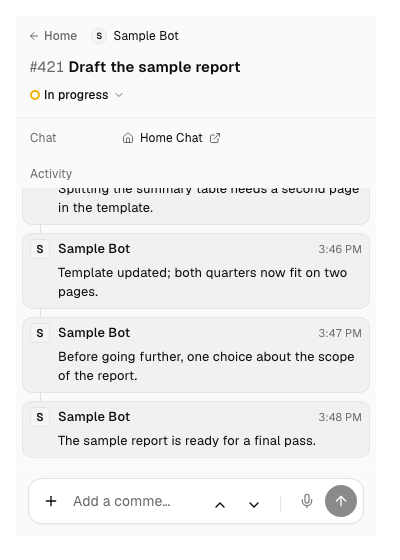 Home
S
Sample Bot
#421 Draft the sample report
In progress
Chat
Home Chat
Activity
Splitting the summary table needs a second page
in the template.
S
Sample Bot
3:46 PM
Template updated; both quarters now fit on two
pages.
S
Sample Bot
3:47 PM
Before going further, one choice about the scope
of the report.
S
Sample Bot
3:48 PM
The sample report is ready for a final pass.
Add a comme...